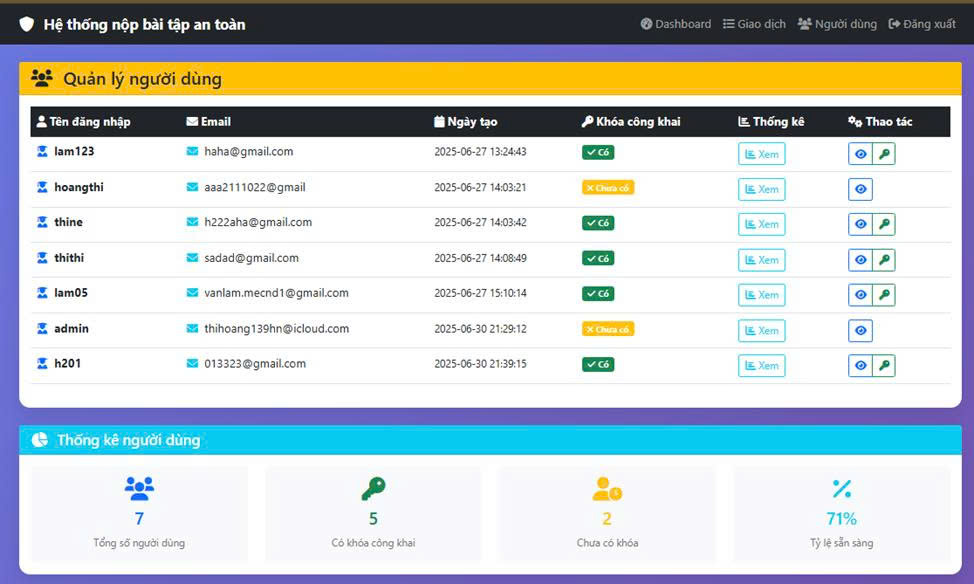 Hệ thống nộp bài tập an toàn Dashboard Giao dịch Người dùng Đăng xuất
Quản lý người dùng
Tên đăng nhập Email Ngày tạo Khóa công khai Thống kê Thao tác
lam123 haha@gmail.com 2025-06-27 13:24:43 Có Xem
hoangthi aaa2111022@gmail 2025-06-27 14:03:21 Chưa có Xem
thine h222aha@gmail.com 2025-06-27 14:03:42 Có Xem
thithi sadad@gmail.com 2025-06-27 14:08:49 Có Xem
lam05 vanlam.mecnd1@gmail.com 2025-06-27 15:10:14 Có Xem
admin thihoang139hn@icloud.com 2025-06-30 21:29:12 Chưa có Xem
h201 013323@gmail.com 2025-06-30 21:39:15 Có Xem
Thống kê người dùng
7 5 2 71%
Tổng số người dùng Có khóa công khai Chưa có khóa Tỷ lệ sẵn sàng